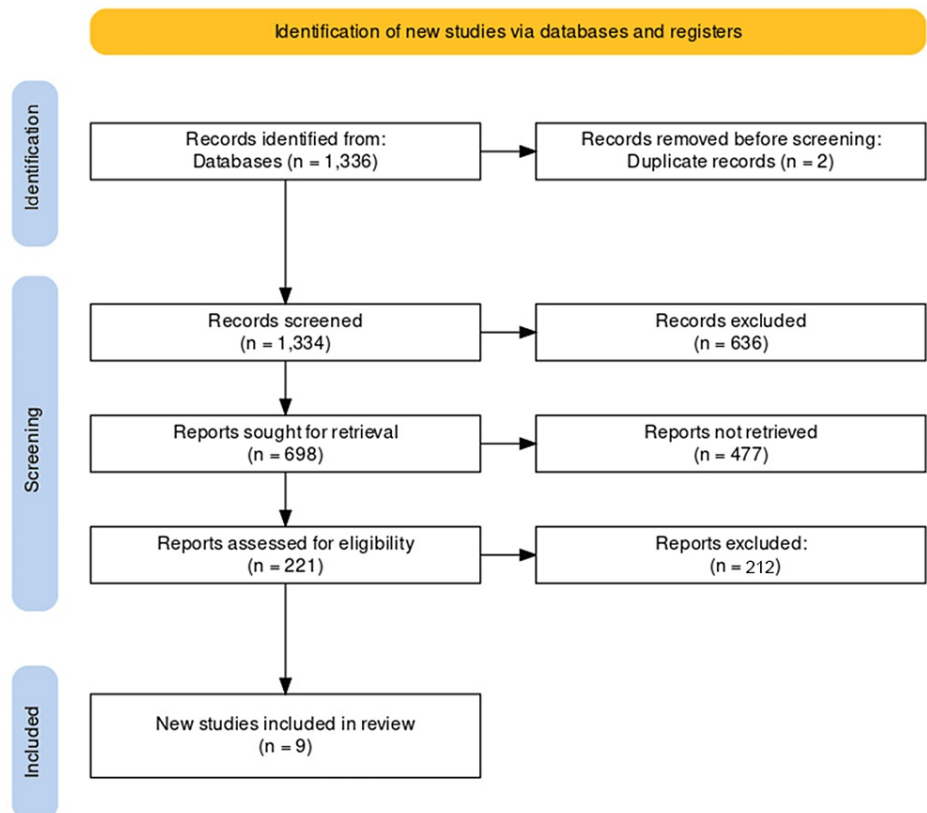 Identification of new studies via databases and registers
Identification
Records identified from:
Databases (n = 1,336)
Records removed before screening:
Duplicate records (n = 2)
Screening
Records screened
(n = 1,334)
Records excluded
(n = 636)
Reports sought for retrieval
(n = 698)
Reports not retrieved
(n = 477)
Reports assessed for eligibility
(n = 221)
Reports excluded:
(n = 212)
Included
New studies included in review
(n = 9)